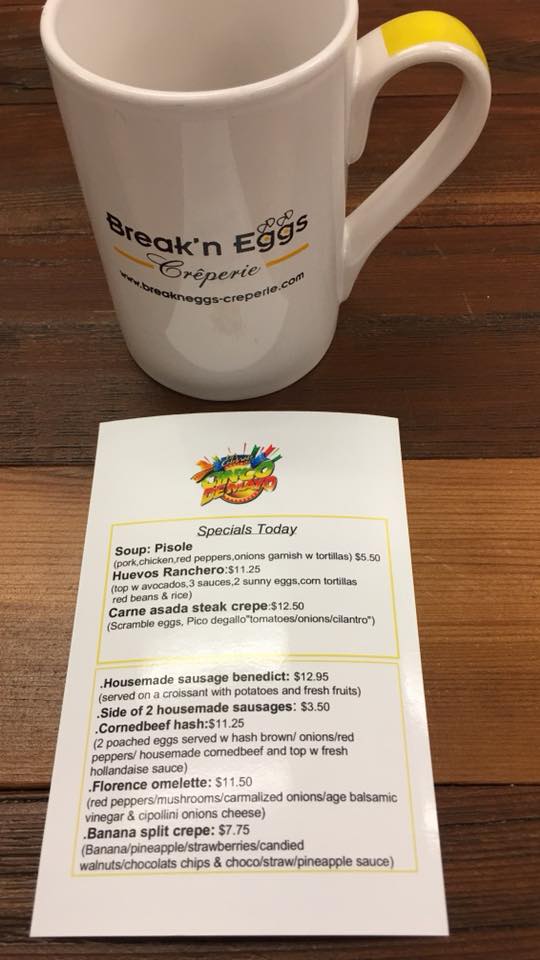 Break'n Eggs
Crêperie
www.breakneggs-creperie.com
CINCO
DE MAYO
Specials Today
Soup: Pisole
(pork,chicken,red peppers,onions garnish w tortillas) $5.50
Huevos Ranchero:$11.25
(top w avocados,3 sauces,2 sunny eggs,corn tortillas
red beans & rice)
Carne asada steak crepe:$12.50
(Scramble eggs, Pico degallo"tomatoes/onions/cilantro")
.Housemade sausage benedict: $12.95
(served on a croissant with potatoes and fresh fruits)
.Side of 2 housemade sausages: $3.50
.Cornedbeef hash:$11.25
(2 poached eggs served w hash brown/ onions/red
peppers/ housemade cornedbeef and top w fresh
hollandaise sauce)
.Florence omelette: $11.50
(red peppers/mushrooms/carmalized onions/age balsamic
vinegar & cipollini onions cheese)
.Banana split crepe: $7.75
(Banana/pineapple/strawberries/candied
walnuts/chocolats chips & choco/straw/pineapple sauce)